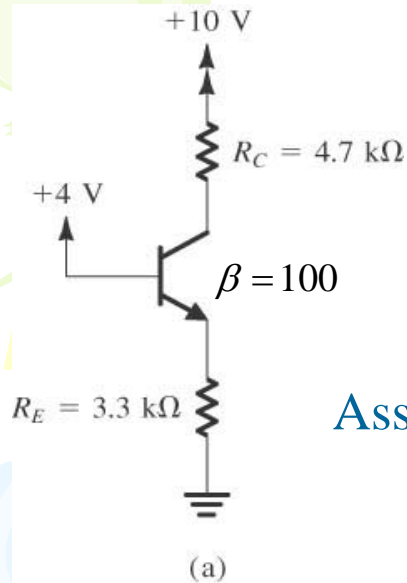 +10 V
R_C = 4.7 kΩ
+4 V
β = 100
R_E = 3.3 kΩ
Ass
(a)